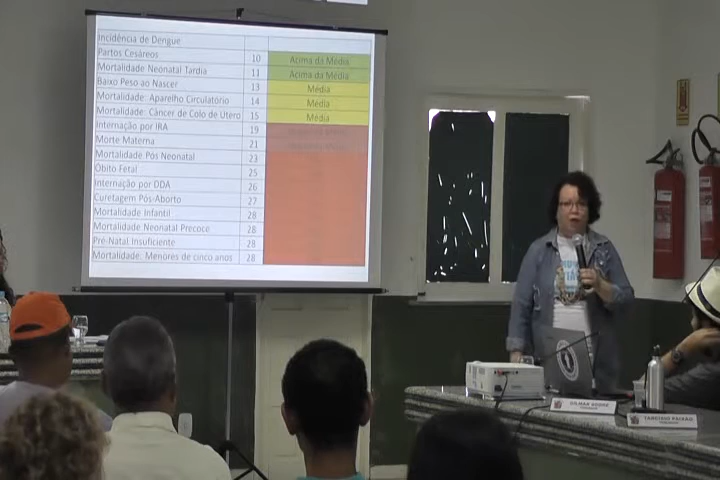 Incidência de Dengue
Partos Cesáreos 10 Acima da Média
Mortalidade Neonatal Tardia 11 Acima da Média
Baixo Peso ao Nascer 13 Média
Mortalidade: Aparelho Circulatório 14 Média
Mortalidade: Câncer de Colo de Útero 15 Média
Internação por IRA 19
Morte Materna 21
Mortalidade Pós Neonatal 23
Óbito Fetal 25
Internação por DDA 26
Curetagem Pós-Aborto 27
Mortalidade Infantil 28
Mortalidade Neonatal Precoce 28
Pré-Natal Insuficiente 28
Mortalidade: Menores de cinco anos 28